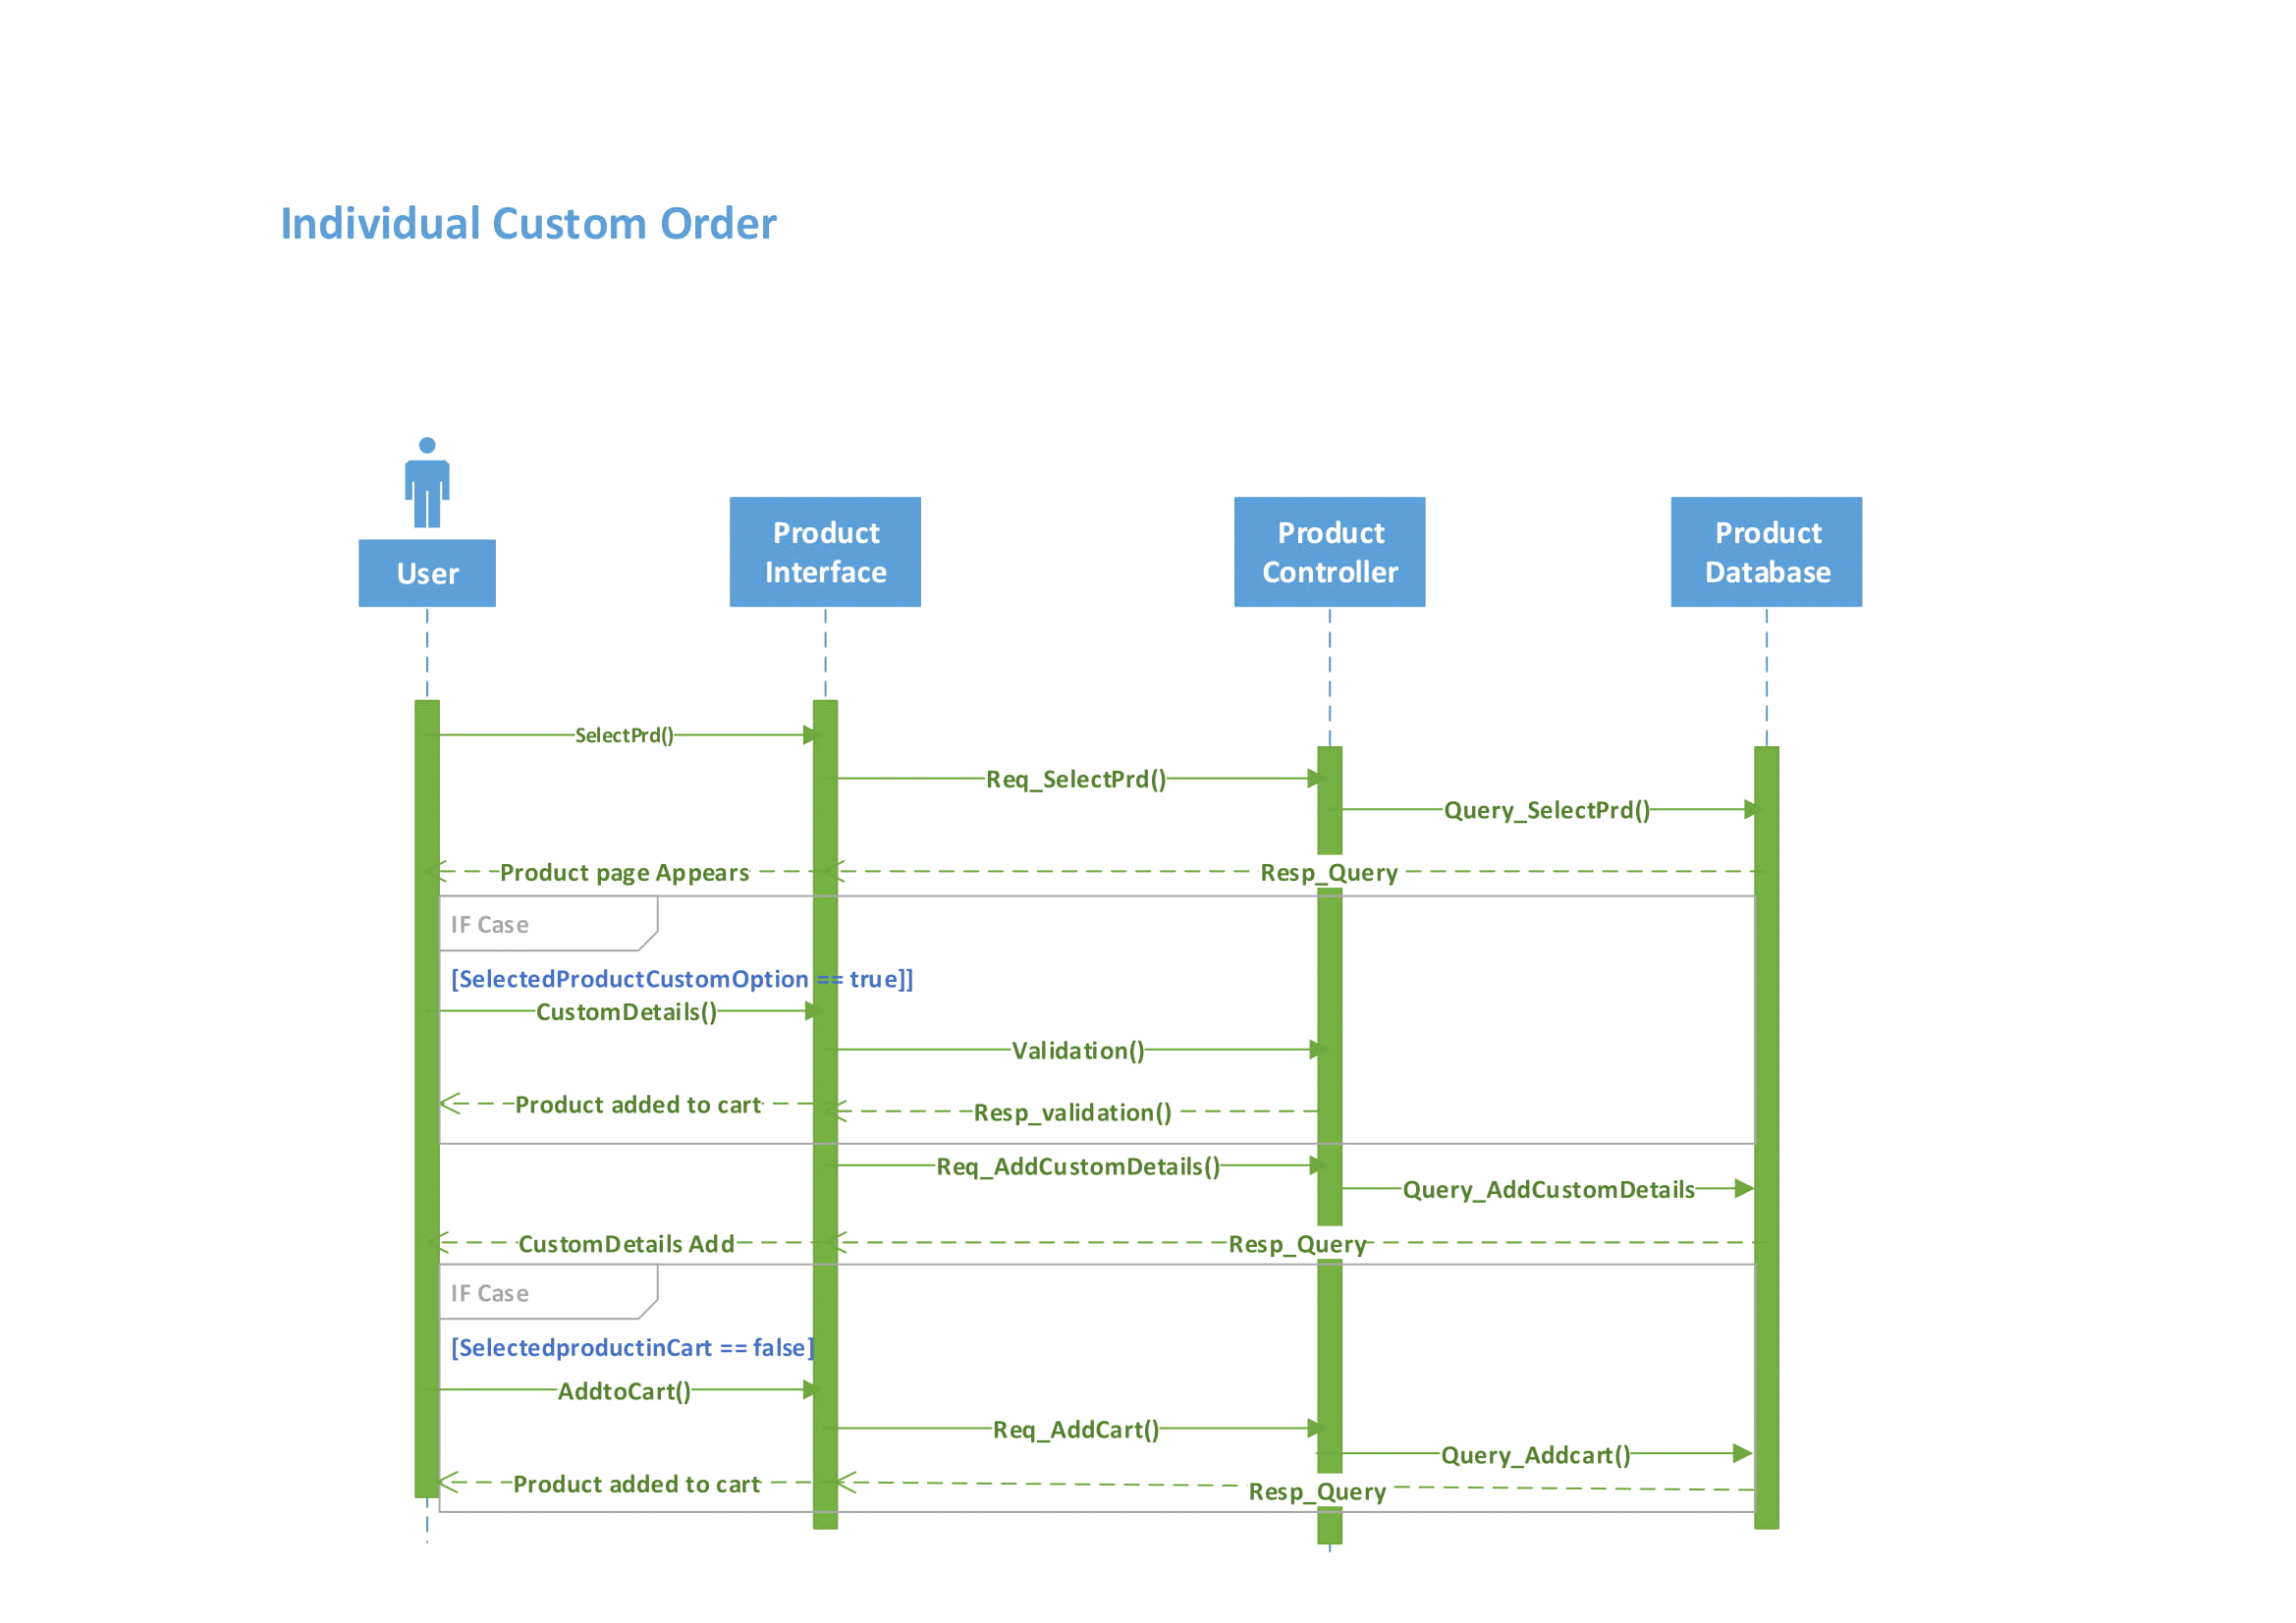 Individual Custom Order
User
Product
Interface
Product
Controller
Product
Database
SelectPrd()
Req_SelectPrd()
Query_SelectPrd()
Product page Appears
Resp_Query
IF Case
[SelectedProductCustomOption == true]]
CustomDetails()
Validation()
Product added to cart
Resp_validation()
Req_AddCustomDetails()
Query_AddCustomDetails
CustomDetails Add
Resp_Query
IF Case
[SelectedproductinCart == false]
AddtoCart()
Req_AddCart()
Query_Addcart()
Product added to cart
Resp_Query